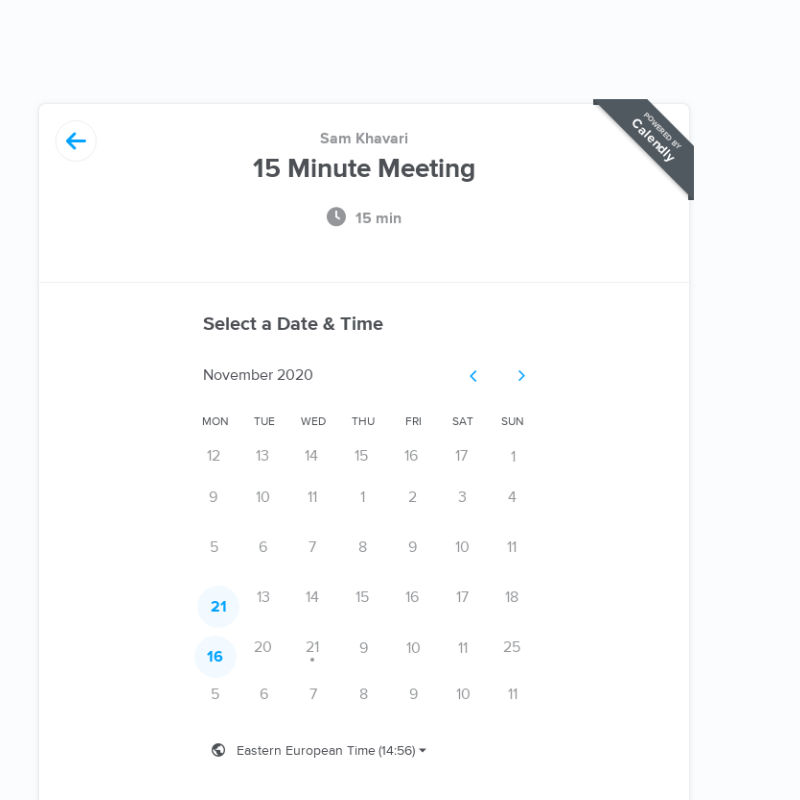 POWERED BY
Calendly
Sam Khavari
15 Minute Meeting
15 min
Select a Date & Time
November 2020
MON TUE WED THU FRI SAT SUN
12 13 14 15 16 17 1
9 10 11 1 2 3 4
5 6 7 8 9 10 11
21 13 14 15 16 17 18
16 20 21 9 10 11 25
5 6 7 8 9 10 11
Eastern European Time (14:56)